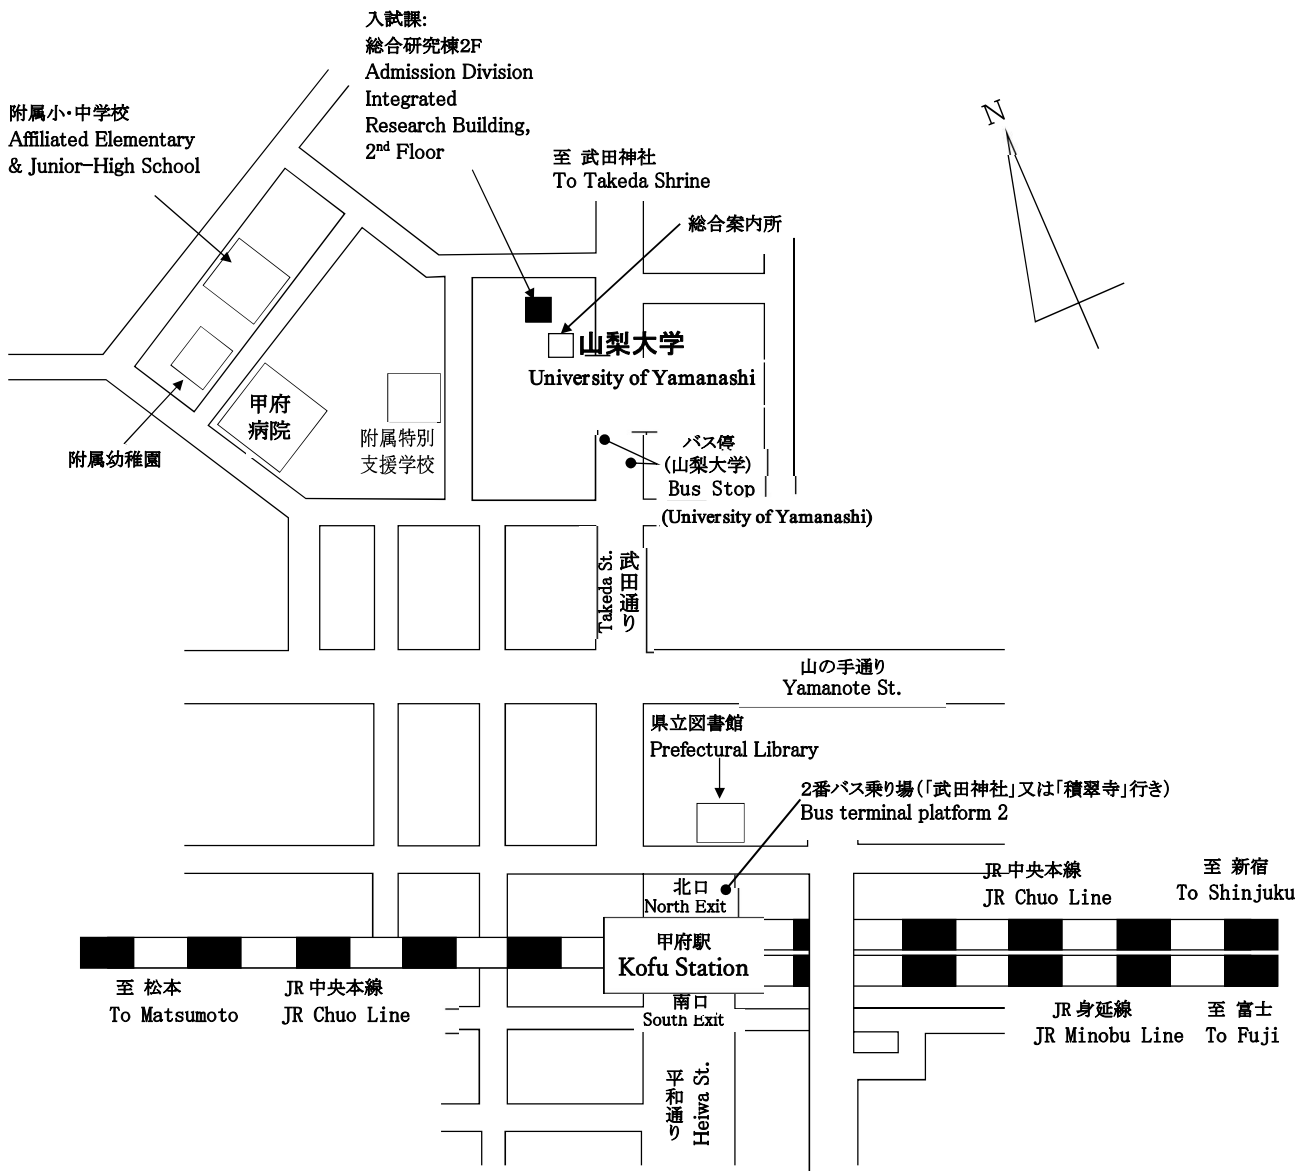 入試課:
総合研究棟2F
Admission Division
Integrated
Research Building,
2nd Floor
附属小・中学校
Affiliated Elementary
& Junior-High School
N
至 武田神社
To Takeda Shrine
総合案内所
山梨大学
University of Yamanashi
甲府
病院
附属特別
支援学校
附属幼稚園
バス停
(山梨大学)
Bus Stop
(University of Yamanashi)
Takeda St.
武田通り
山の手通り
Yamanote St.
県立図書館
Prefectural Library
2番バス乗り場(「武田神社」又は「積翠寺」行き)
Bus terminal platform 2
北口
North Exit
JR 中央本線
JR Chuo Line
至 新宿
To Shinjuku
甲府駅
Kofu Station
至 松本
To Matsumoto
JR 中央本線
JR Chuo Line
南口
South Exit
JR 身延線
JR Minobu Line
至 富士
To Fuji
平和通り
Heiwa St.